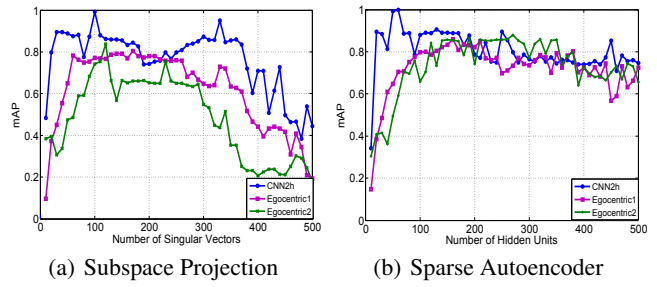 1
0.8
0.6
0.4
0.2
0
mAP
0 100 200 300 400 500
Number of Singular Vectors
CNN2h
Egocentric1
Egocentric2
(a) Subspace Projection
1
0.8
0.6
0.4
0.2
0
mAP
0 100 200 300 400 500
Number of Hidden Units
CNN2h
Egocentric1
Egocentric2
(b) Sparse Autoencoder